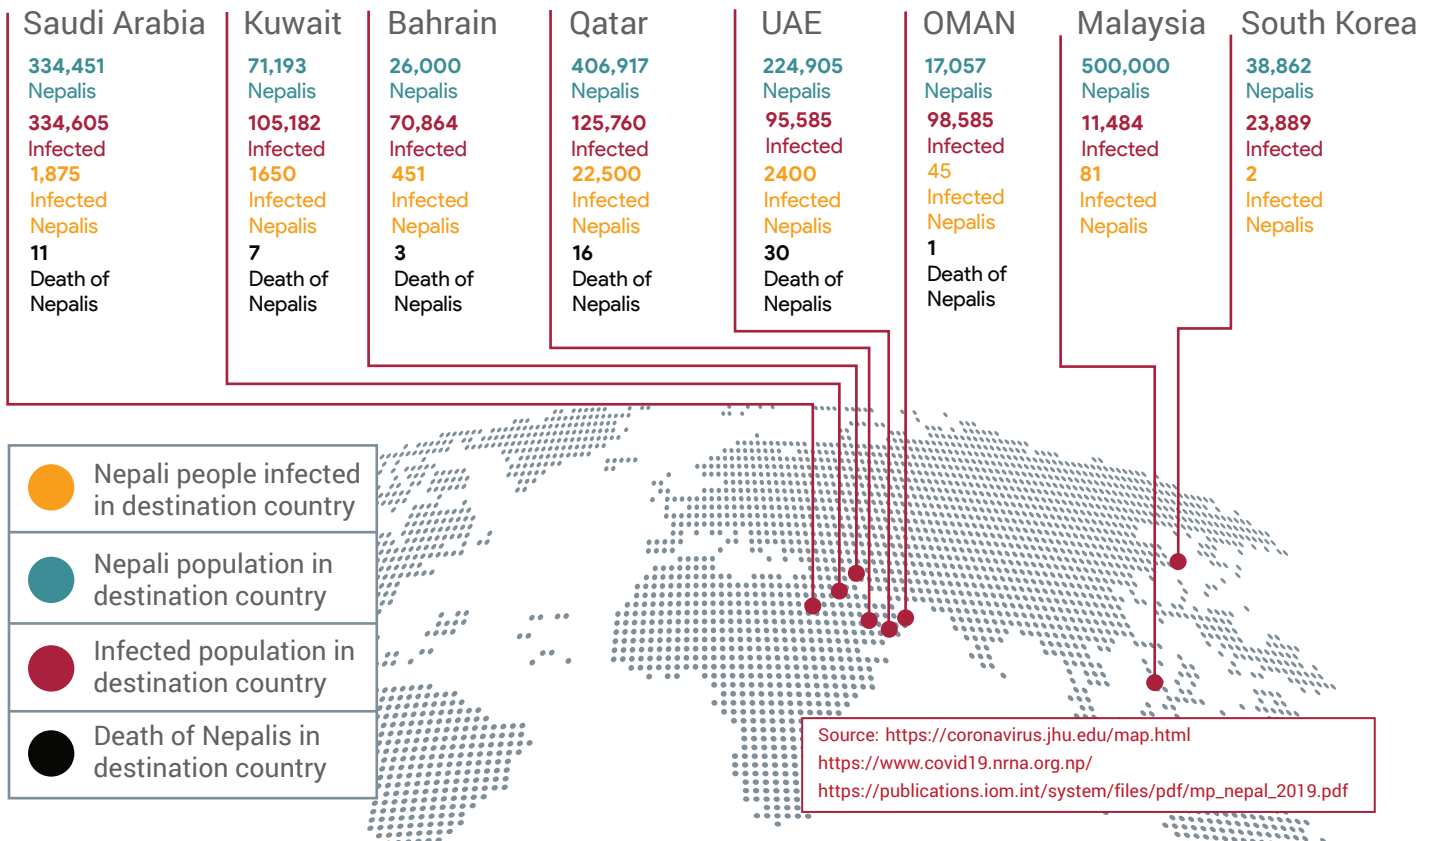 Saudi Arabia
334,451
Nepalis
334,605
Infected
1,875
Infected
Nepalis
11
Death of
Nepalis
Kuwait
71,193
Nepalis
105,182
Infected
1650
Infected
Nepalis
7
Death of
Nepalis
Bahrain
26,000
Nepalis
70,864
Infected
451
Infected
Nepalis
3
Death of
Nepalis
Qatar
406,917
Nepalis
125,760
Infected
22,500
Infected
Nepalis
16
Death of
Nepalis
UAE
224,905
Nepalis
95,585
Infected
2400
Infected
Nepalis
30
Death of
Nepalis
OMAN
17,057
Nepalis
98,585
Infected
45
Infected
Nepalis
1
Death of
Nepalis
Malaysia
500,000
Nepalis
11,484
Infected
81
Infected
Nepalis
South Korea
38,862
Nepalis
23,889
Infected
2
Infected
Nepalis
Nepali people infected
in destination country
Nepali population in
destination country
Infected population in
destination country
Death of Nepalis in
destination country
Source: https://coronavirus.jhu.edu/map.html
https://www.covid19.nrna.org.np/
https://publications.iom.int/system/files/pdf/mp_nepal_2019.pdf